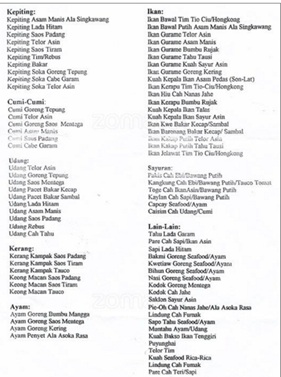 Kepiting:
Kepiting Asam Manis Ala Singkawang
Kepiting Lada Hitam
Kepiting Saos Padang
Kepiting Telor Asin
Kepiting Saos Tiram
Kepiting Tim/Rebus
Kepiting Bakar
Kepiting Soka Goreng Tepung
Kepiting Soka Cabe Garam
Kepiting Soka Telor Asin
Cumi-Cumi:
Cumi Goreng Tepung
Cumi Telor Asin
Cumi Goreng Saos Mentega
Cumi Asam Manis
Cumi Saos Padang
Cumi Cabe Garam
Udang:
Udang Telor Asin
Udang Goreng Tepung
Udang Saos Mentega
Udang Pacet Bakar Kecap
Udang Pacet Bakar Sambal
Udang Lada Hitam
Udang Asam Manis
Udang Saos Padang
Udang Rebus
Udang Cah Tahu
Kerang:
Kerang Kampak Saos Padang
Kerang Kampak Saos Tiram
Kerang Kampak Tauco
Keong Macan Saos Padang
Keong Macan Saos Tiram
Keong Macan Tauco
Ayam:
Ayam Goreng Bumbu Mangga
Ayam Goreng Saos Mentega
Ayam Goreng Kering
Ayam Penyet Ala Asoka Rasa
Ikan:
Ikan Bawal Tim Tio Ciu/Hongkong
Ikan Bawal Putih Asam Manis Ala Singkawang
Ikan Gurame Telor Asin
Ikan Gurame Asam Manis
Ikan Gurame Bumbu Rujak
Ikan Gurame Tahu Tausi
Ikan Gurame Kuah Sayur Asin
Ikan Gurame Goreng Kering
Kuah Kepala Ikan Asam Pedas (Son-Lat)
Ikan Kerapu Tim Tio-Ciu/Hongkong
Ikan Hiu Cah Nanas Jahe
Ikan Kerapu Bumbu Rujak
Kuah Kepala Ikan Talas
Kuah Kepala Ikan Sayur Asin
Ikan Kwe Bakar Kecap/Sambal
Ikan Baronang Bakar Kecap/ Sambal
Ikan Kakap Putih Telor Asin
Ikan Kakap Putih Tahu Tausi
Ikan Jelawat Tim Tio Ciu/Hongkong
Sayuran:
Pakis Cah Ebi/Bawang Putih
Kangkung Cah Ebi/Bawang Putih/Tauco Tausi
Toge Cah IkanAsin/Bawang Putih
Kaylan Cah Sapi/Bawang Putih
Capcay Seafood/Ayam
Caisim Cah Udang/Cumi
Lain-Lain:
Tahu Lada Garam
Pare Cah Sapi/Ikan Asin
Sapi Lada Hitam
Bakmi Goreng Seafood/Ayam
Kwetiaw Goreng Seafood/Ayam
Bihun Goreng Seafood/Ayam
Nasi Goreng Seafood/Ayam
Kodok Goreng Mentega
Kodok Cah Jahe
Sekion Sayur Asin
Pie-Oh Cah Nanas Jahe/Ala Asoka Rasa
Lindung Cah Fumak
Sapo Tahu Seafood/Ayam
Muntahu Ayam/Udang
Kuah Bakso Ikan Tenggiri
Puyunghai
Telor Tim
Kuah Seafood Rica-Rica
Lindung Cah Fumak
Pare Cah Teri/Sapi